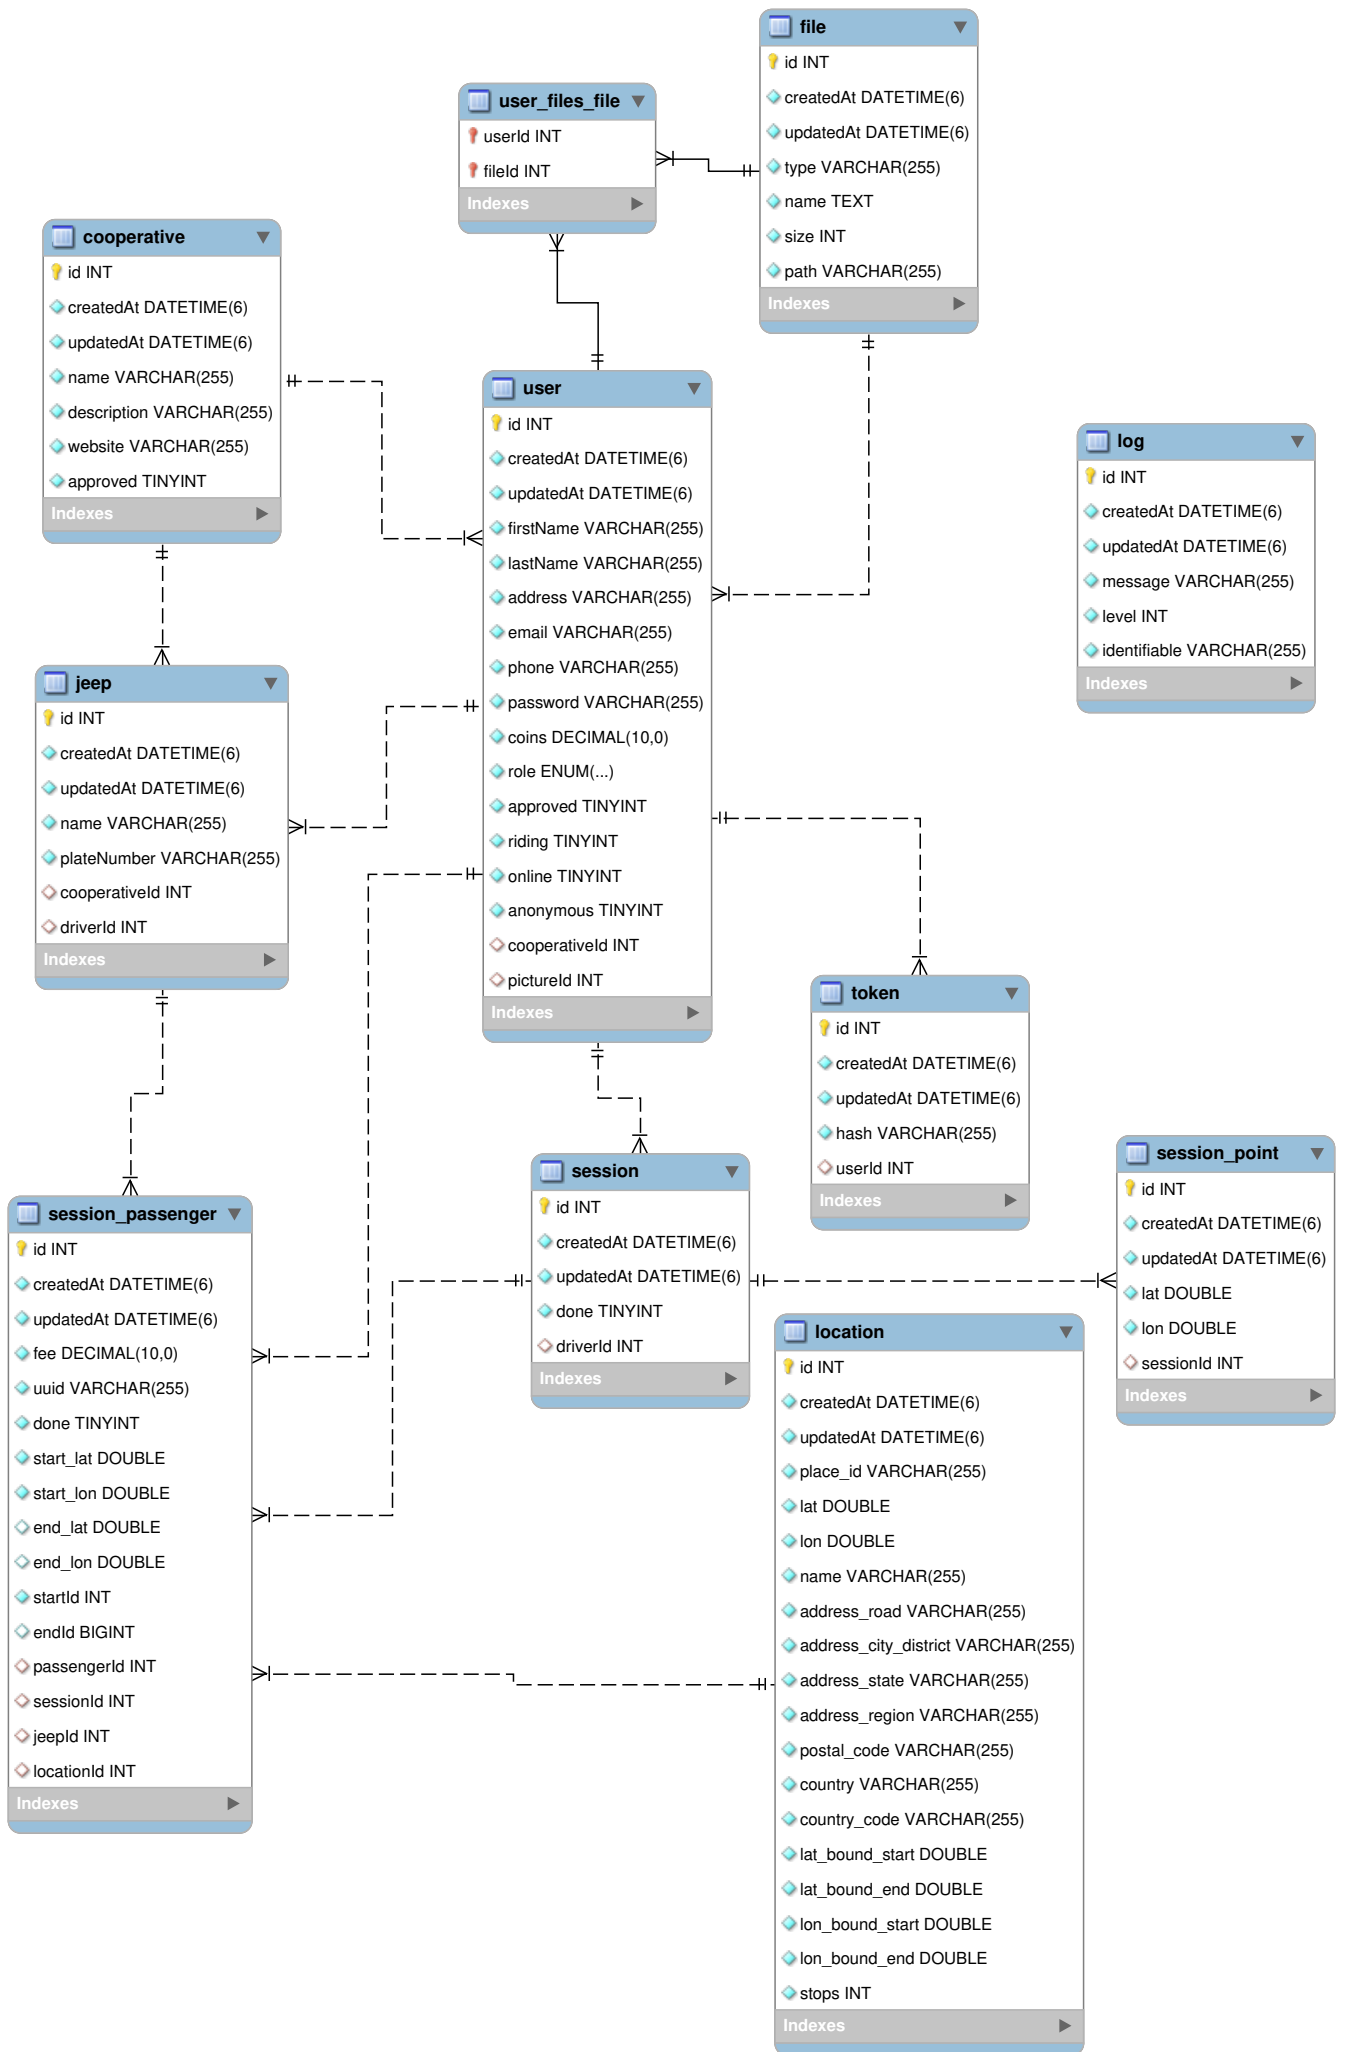 file
id INT
createdAt DATETIME(6)
updatedAt DATETIME(6)
type VARCHAR(255)
name TEXT
size INT
path VARCHAR(255)
Indexes
user_files_file
userId INT
fileId INT
Indexes
cooperative
id INT
createdAt DATETIME(6)
updatedAt DATETIME(6)
name VARCHAR(255)
description VARCHAR(255)
website VARCHAR(255)
approved TINYINT
Indexes
user
id INT
createdAt DATETIME(6)
updatedAt DATETIME(6)
firstName VARCHAR(255)
lastName VARCHAR(255)
address VARCHAR(255)
email VARCHAR(255)
phone VARCHAR(255)
password VARCHAR(255)
coins DECIMAL(10,0)
role ENUM(...)
approved TINYINT
riding TINYINT
online TINYINT
anonymous TINYINT
cooperativeId INT
pictureId INT
Indexes
log
id INT
createdAt DATETIME(6)
updatedAt DATETIME(6)
message VARCHAR(255)
level INT
identifiable VARCHAR(255)
Indexes
jeep
id INT
createdAt DATETIME(6)
updatedAt DATETIME(6)
name VARCHAR(255)
plateNumber VARCHAR(255)
cooperativeId INT
driverId INT
Indexes
token
id INT
createdAt DATETIME(6)
updatedAt DATETIME(6)
hash VARCHAR(255)
userId INT
Indexes
session
id INT
createdAt DATETIME(6)
updatedAt DATETIME(6)
done TINYINT
driverId INT
Indexes
session_point
id INT
createdAt DATETIME(6)
updatedAt DATETIME(6)
lat DOUBLE
lon DOUBLE
sessionId INT
Indexes
session_passenger
id INT
createdAt DATETIME(6)
updatedAt DATETIME(6)
fee DECIMAL(10,0)
uuid VARCHAR(255)
done TINYINT
start_lat DOUBLE
start_lon DOUBLE
end_lat DOUBLE
end_lon DOUBLE
startId INT
endId BIGINT
passengerId INT
sessionId INT
jeepId INT
locationId INT
Indexes
location
id INT
createdAt DATETIME(6)
updatedAt DATETIME(6)
place_id VARCHAR(255)
lat DOUBLE
lon DOUBLE
name VARCHAR(255)
address_road VARCHAR(255)
address_city_district VARCHAR(255)
address_state VARCHAR(255)
address_region VARCHAR(255)
postal_code VARCHAR(255)
country VARCHAR(255)
country_code VARCHAR(255)
lat_bound_start DOUBLE
lat_bound_end DOUBLE
lon_bound_start DOUBLE
lon_bound_end DOUBLE
stops INT
Indexes